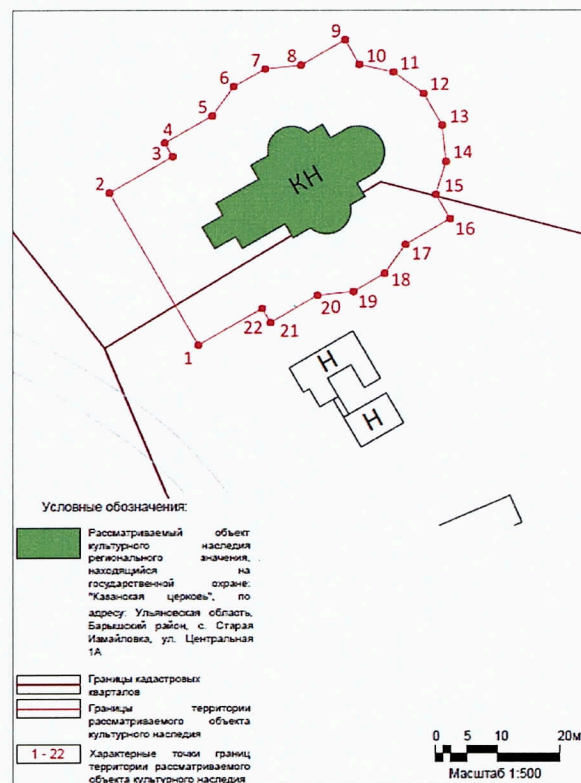 9
8
10
7
11
6
12
5
13
4
3
14
КН
2
15
16
17
18
20
19
22
21
1
Н
Н
Условные обозначения:
Рассматриваемый объект
культурного наследия
регионального значения,
находящийся на
государственной охране:
"Казанская церковь", по
адресу: Ульяновская область,
Барышский район, с. Старая
Измайловка, ул. Центральная
1А
Границы кадастровых
кварталов
Границы территории
рассматриваемого объекта
культурного наследия
1 - 22
Характерные точки границ
территории рассматриваемого
объекта культурного наследия
0 5 10 20м
Масштаб 1:500